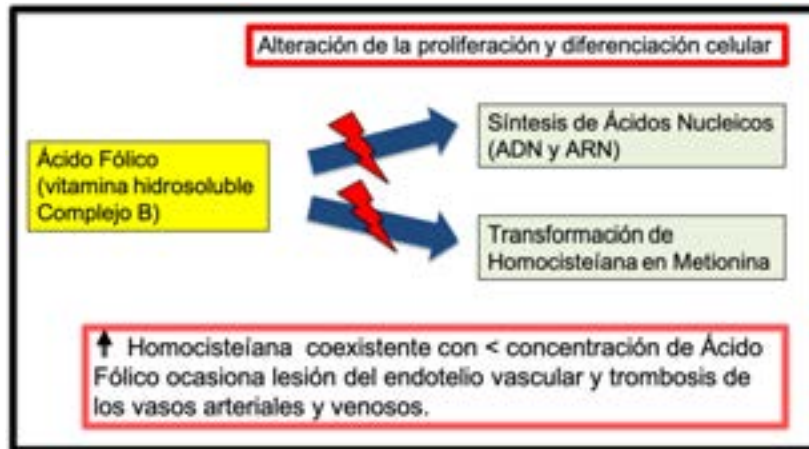 Alteración de la proliferación y diferenciación celular
Ácido Fólico
(vitamina hidrosoluble
Complejo B)
Síntesis de Ácidos Nucleicos
(ADN y ARN)
Transformación de
Homocisteíana en Metionina
↑ Homocisteíana coexistente con < concentración de Ácido
Fólico ocasiona lesión del endotelio vascular y trombosis de
los vasos arteriales y venosos.